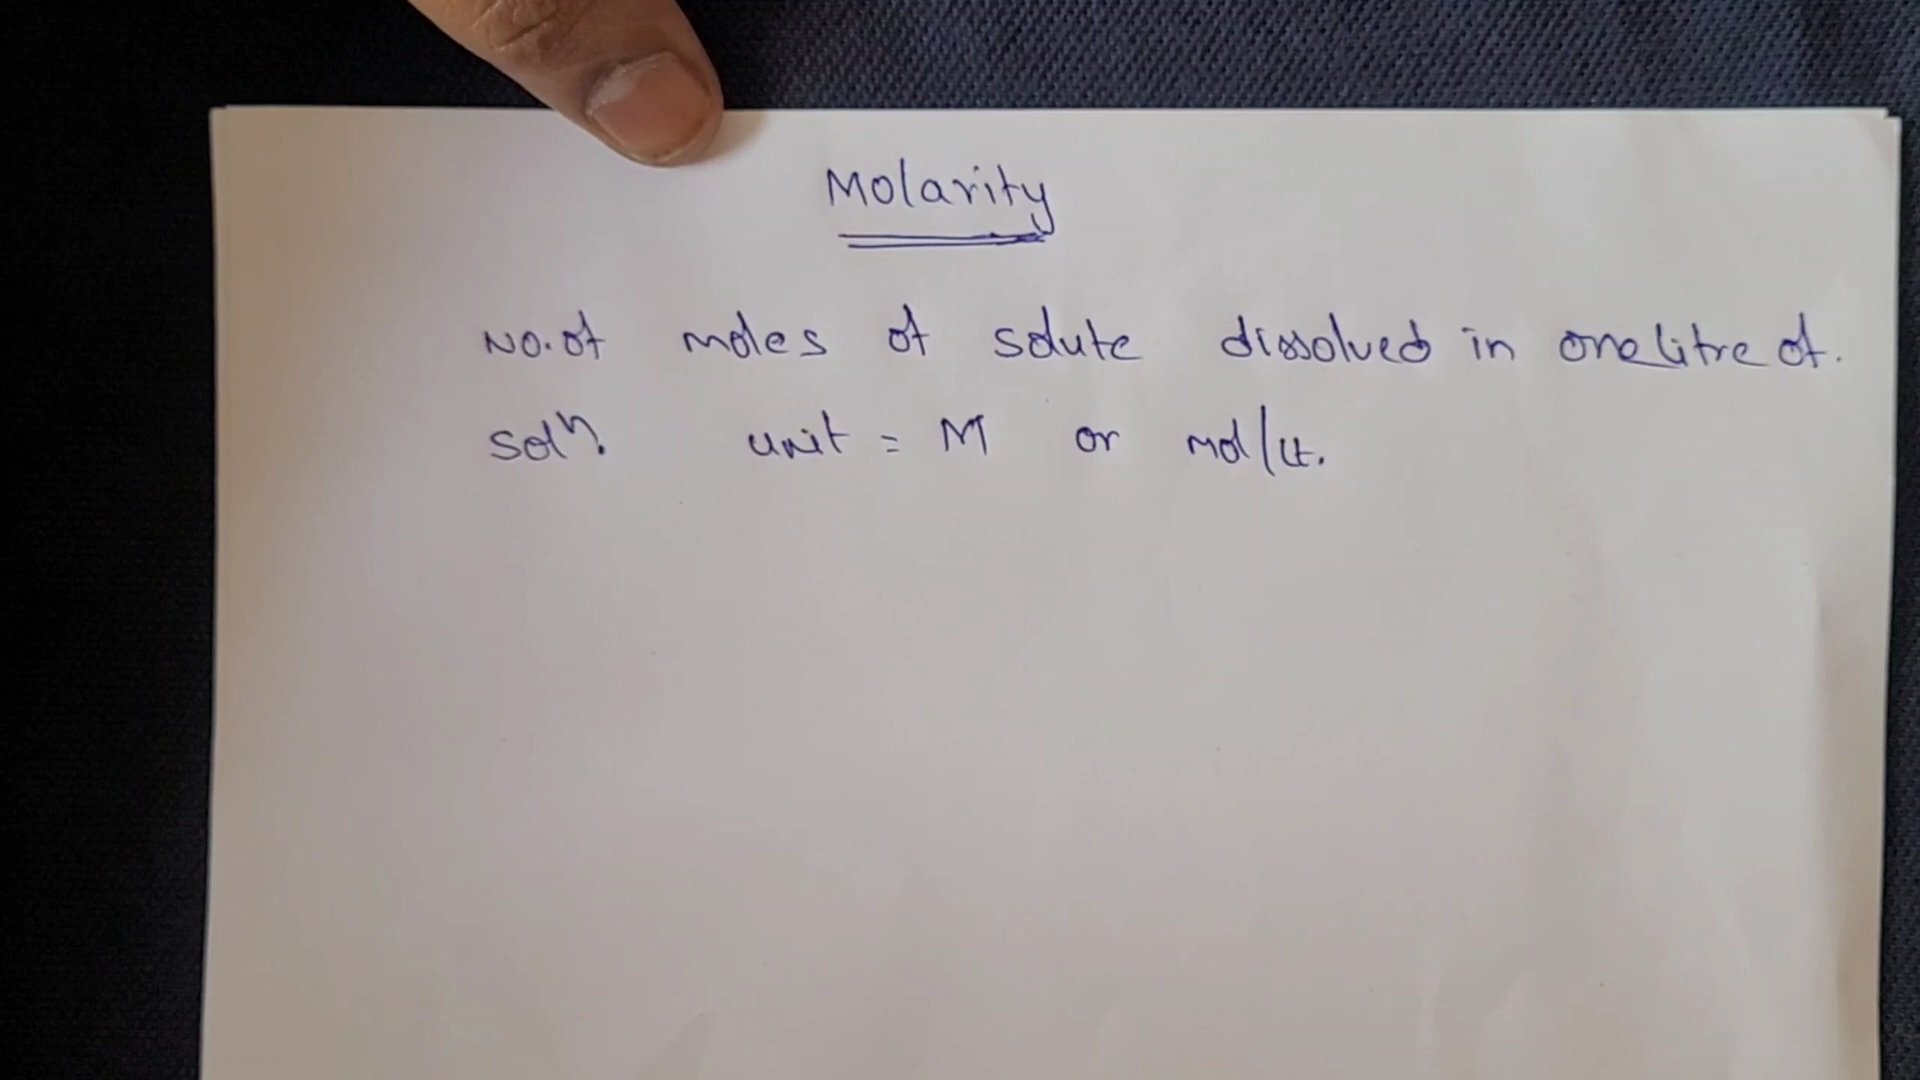 Molarity
No. of moles of solute dissolved in one litre of.
solⁿ. unit = M or mol/lt.